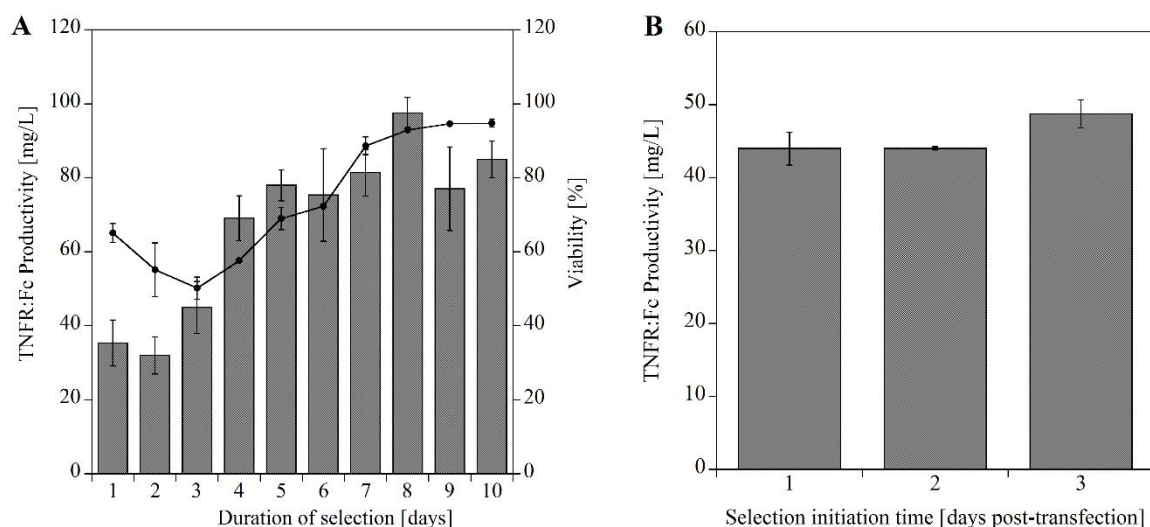 A
TNFR:Fc Productivity [mg/L]
120
100
80
60
40
20
0
120
100
80
60
40
20
0
Viability [%]
1 2 3 4 5 6 7 8 9 10
Duration of selection [days]
B
TNFR:Fc Productivity [mg/L]
60
50
40
30
20
10
0
1 2 3
Selection initiation time [days post-transfection]